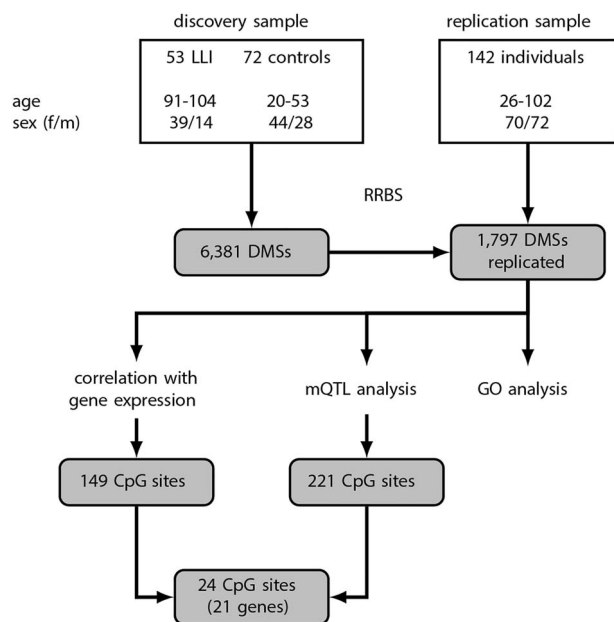 discovery sample
replication sample
53 LLI 72 controls
142 individuals
age 91-104 20-53 26-102
sex (f/m) 39/14 44/28 70/72
RRBS
6,381 DMSs
1,797 DMSs
replicated
correlation with
gene expression
mQTL analysis
GO analysis
149 CpG sites
221 CpG sites
24 CpG sites
(21 genes)